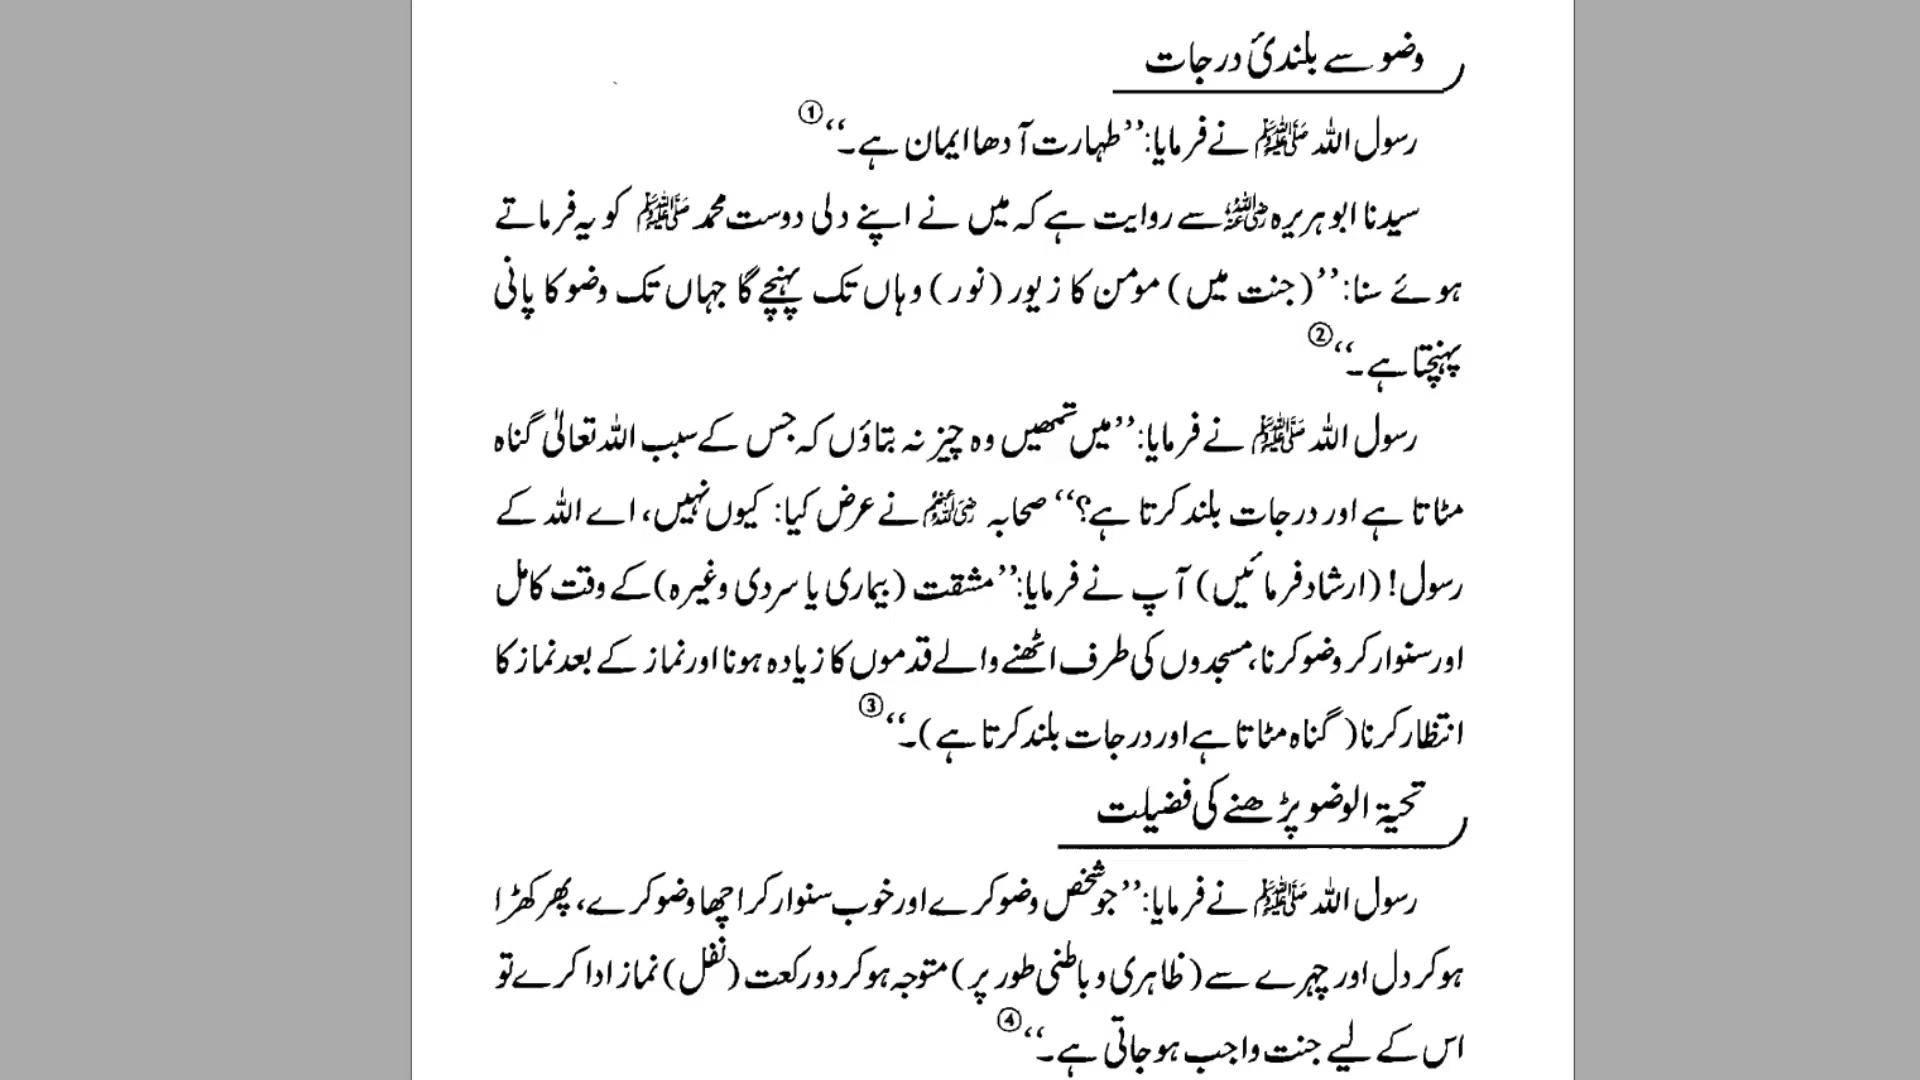 وضو سے بلندیٔ درجات
رسول اللہ ﷺ نے فرمایا: ’’طہارت آدھا ایمان ہے۔‘‘ ①
سیدنا ابوہریرہ رضی اللہ عنہ سے روایت ہے کہ میں نے اپنے دلی دوست محمد ﷺ کو یہ فرماتے
ہوئے سنا: ’’(جنت میں) مومن کا زیور (نور) وہاں تک پہنچے گا جہاں تک وضو کا پانی
پہنچتا ہے۔‘‘ ②
رسول اللہ ﷺ نے فرمایا: ’’میں تمھیں وہ چیز نہ بتاؤں کہ جس کے سبب اللہ تعالیٰ گناہ
مٹاتا ہے اور درجات بلند کرتا ہے؟‘‘ صحابہ رضی اللہ عنہم نے عرض کیا: کیوں نہیں، اے اللہ کے
رسول! (ارشاد فرمائیں) آپ نے فرمایا: ’’مشقت (بیماری یا سردی وغیرہ) کے وقت کامل
اور سنوار کر وضو کرنا، مسجدوں کی طرف اٹھنے والے قدموں کا زیادہ ہونا اور نماز کے بعد نماز کا
انتظار کرنا (گناہ مٹاتا ہے اور درجات بلند کرتا ہے)۔‘‘ ③
تحیۃ الوضو پڑھنے کی فضیلت
رسول اللہ ﷺ نے فرمایا: ’’جو شخص وضو کرے اور خوب سنوار کر اچھا وضو کرے، پھر کھڑا
ہو کر دل اور چہرے سے (ظاہری و باطنی طور پر) متوجہ ہو کر دو رکعت (نفل) نماز ادا کرے تو
اس کے لیے جنت واجب ہو جاتی ہے۔‘‘ ④